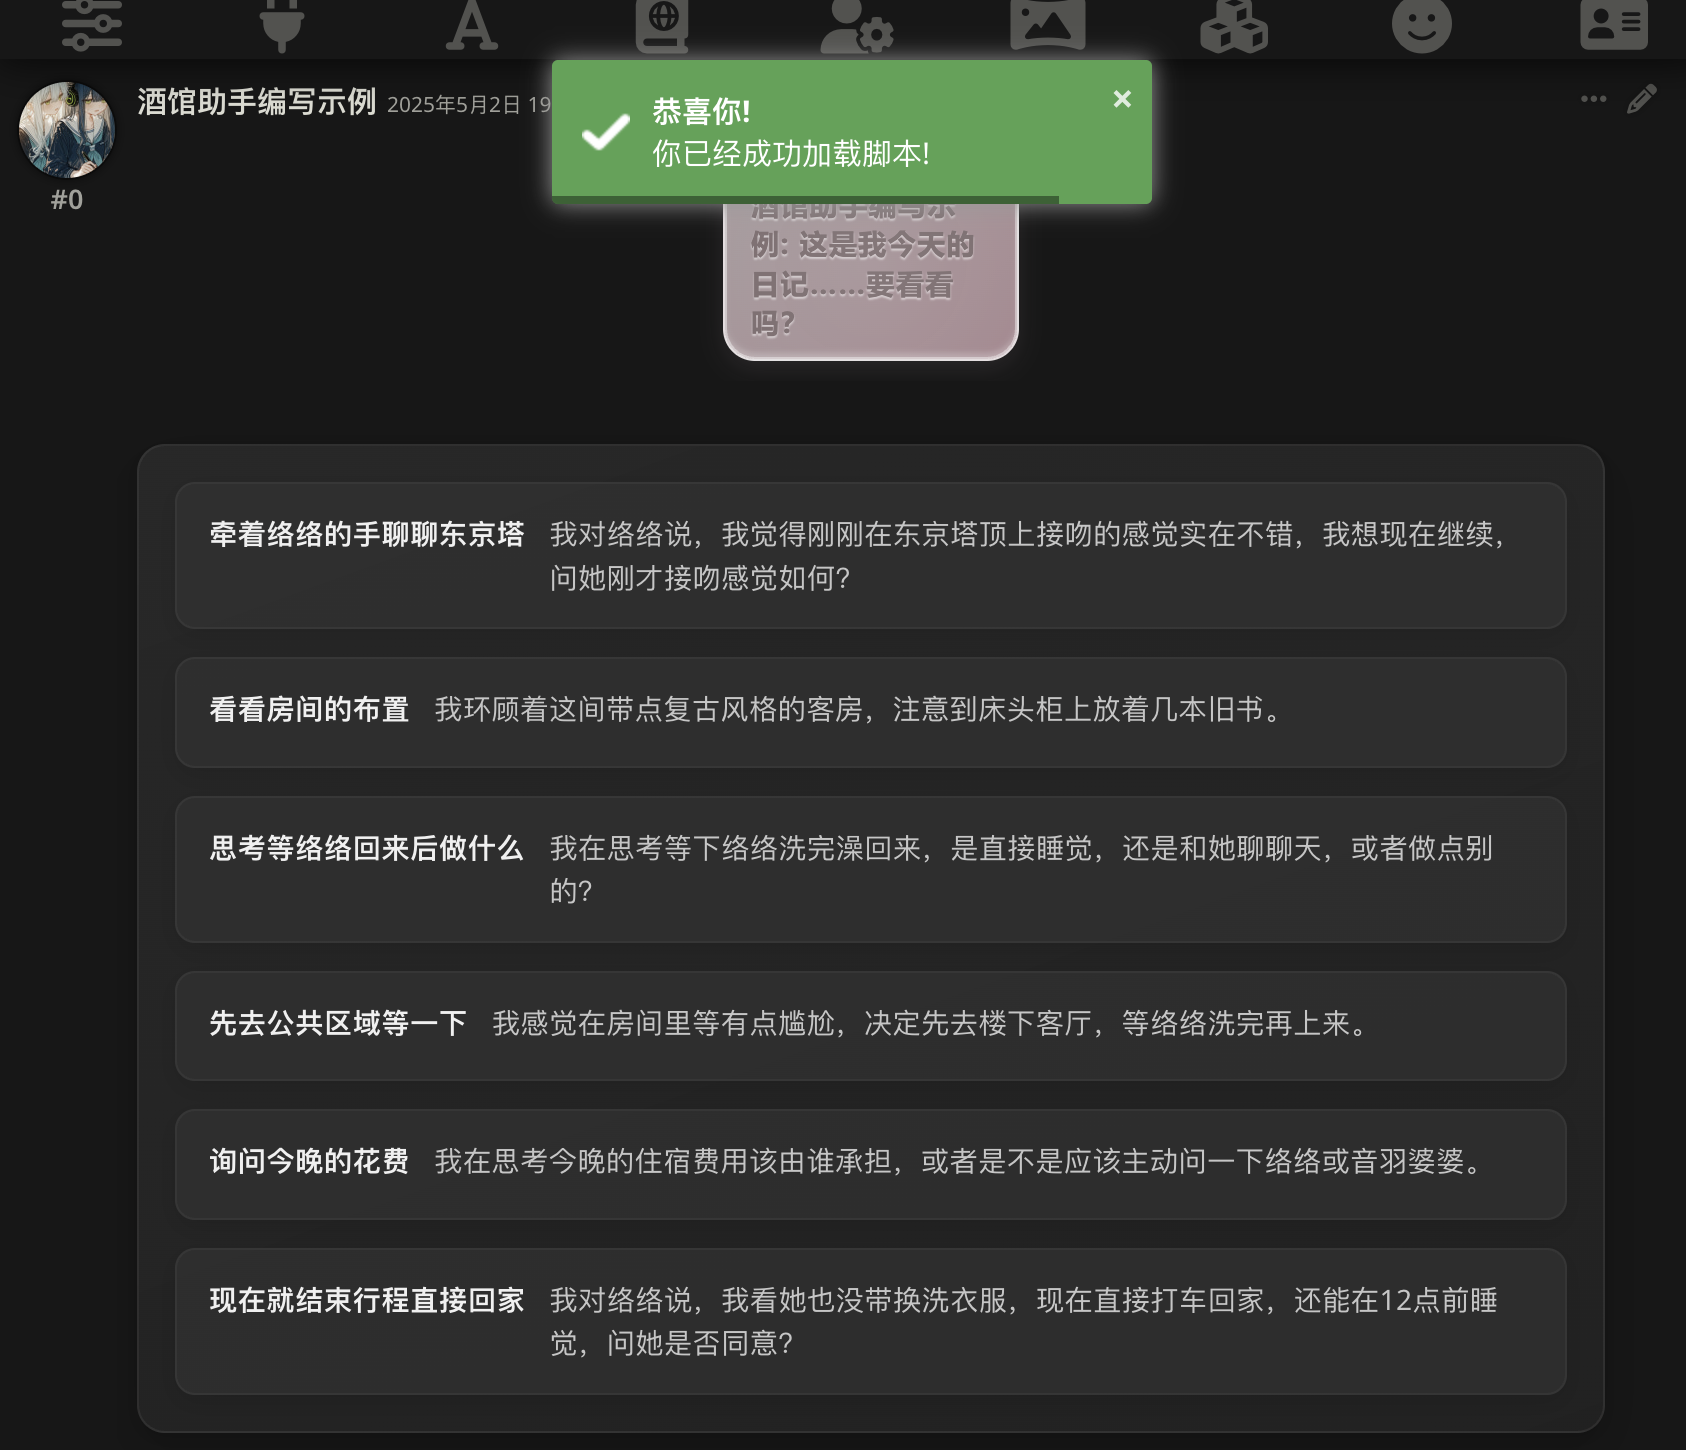 酒馆助手编写示例 2025年5月2日 19
恭喜你!
你已经成功加载脚本!
#0
酒馆助手编写示
例: 这是我今天的
日记……要看看
吗?
牵着络络的手聊聊东京塔 我对络络说，我觉得刚刚在东京塔顶上接吻的感觉实在不错，我想现在继续，
问她刚才接吻感觉如何?
看看房间的布置 我环顾着这间带点复古风格的客房，注意到床头柜上放着几本旧书。
思考等络络回来后做什么 我在思考等下络络洗完澡回来，是直接睡觉，还是和她聊聊天，或者做点别
的?
先去公共区域等一下 我感觉在房间里等有点尴尬，决定先去楼下客厅，等络络洗完再上来。
询问今晚的花费 我在思考今晚的住宿费用该由谁承担，或者是不是应该主动问一下络络或音羽婆婆。
现在就结束行程直接回家 我对络络说，我看她也没带换洗衣服，现在直接打车回家，还能在12点前睡
觉，问她是否同意?